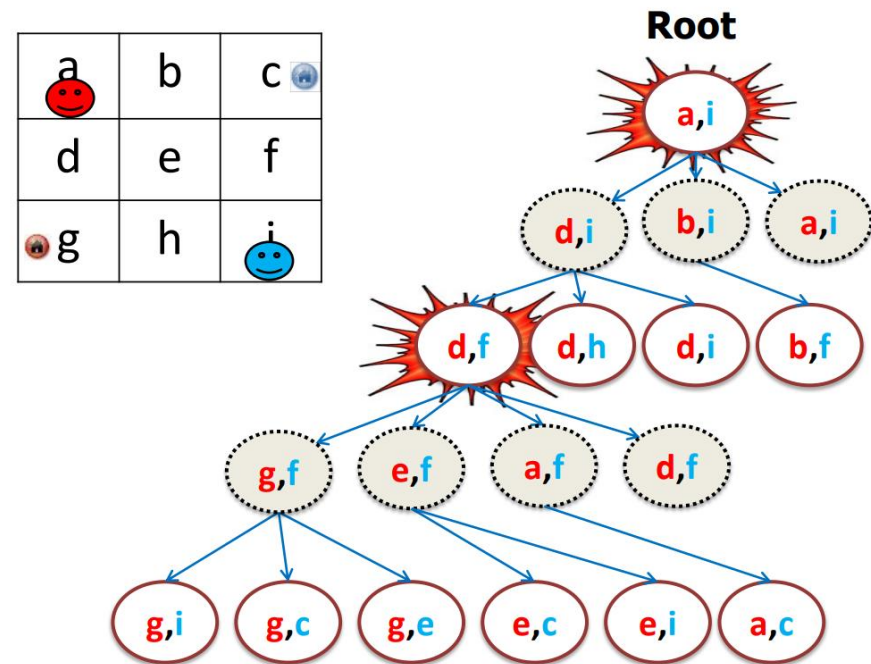 Root
a b c
d e f
g h i
a,i
d,i b,i a,i
d,f d,h d,i b,f
g,f e,f a,f d,f
g,i g,c g,e e,c e,i a,c